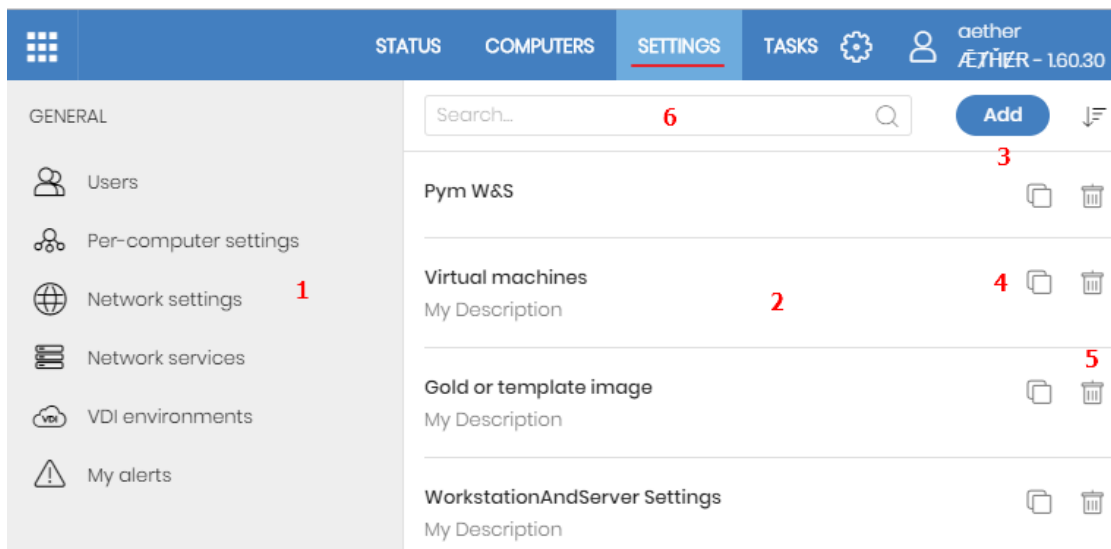 STATUS COMPUTERS SETTINGS TASKS aether
ǢȾȞɆR - 1.60.30
GENERAL
Search... 6 Add
3
Users
Pym W&S
Per-computer settings
Virtual machines
4
Network settings 1
My Description 2
Network services
5
Gold or template image
VDI VDI environments
My Description
My alerts
WorkstationAndServer Settings
My Description